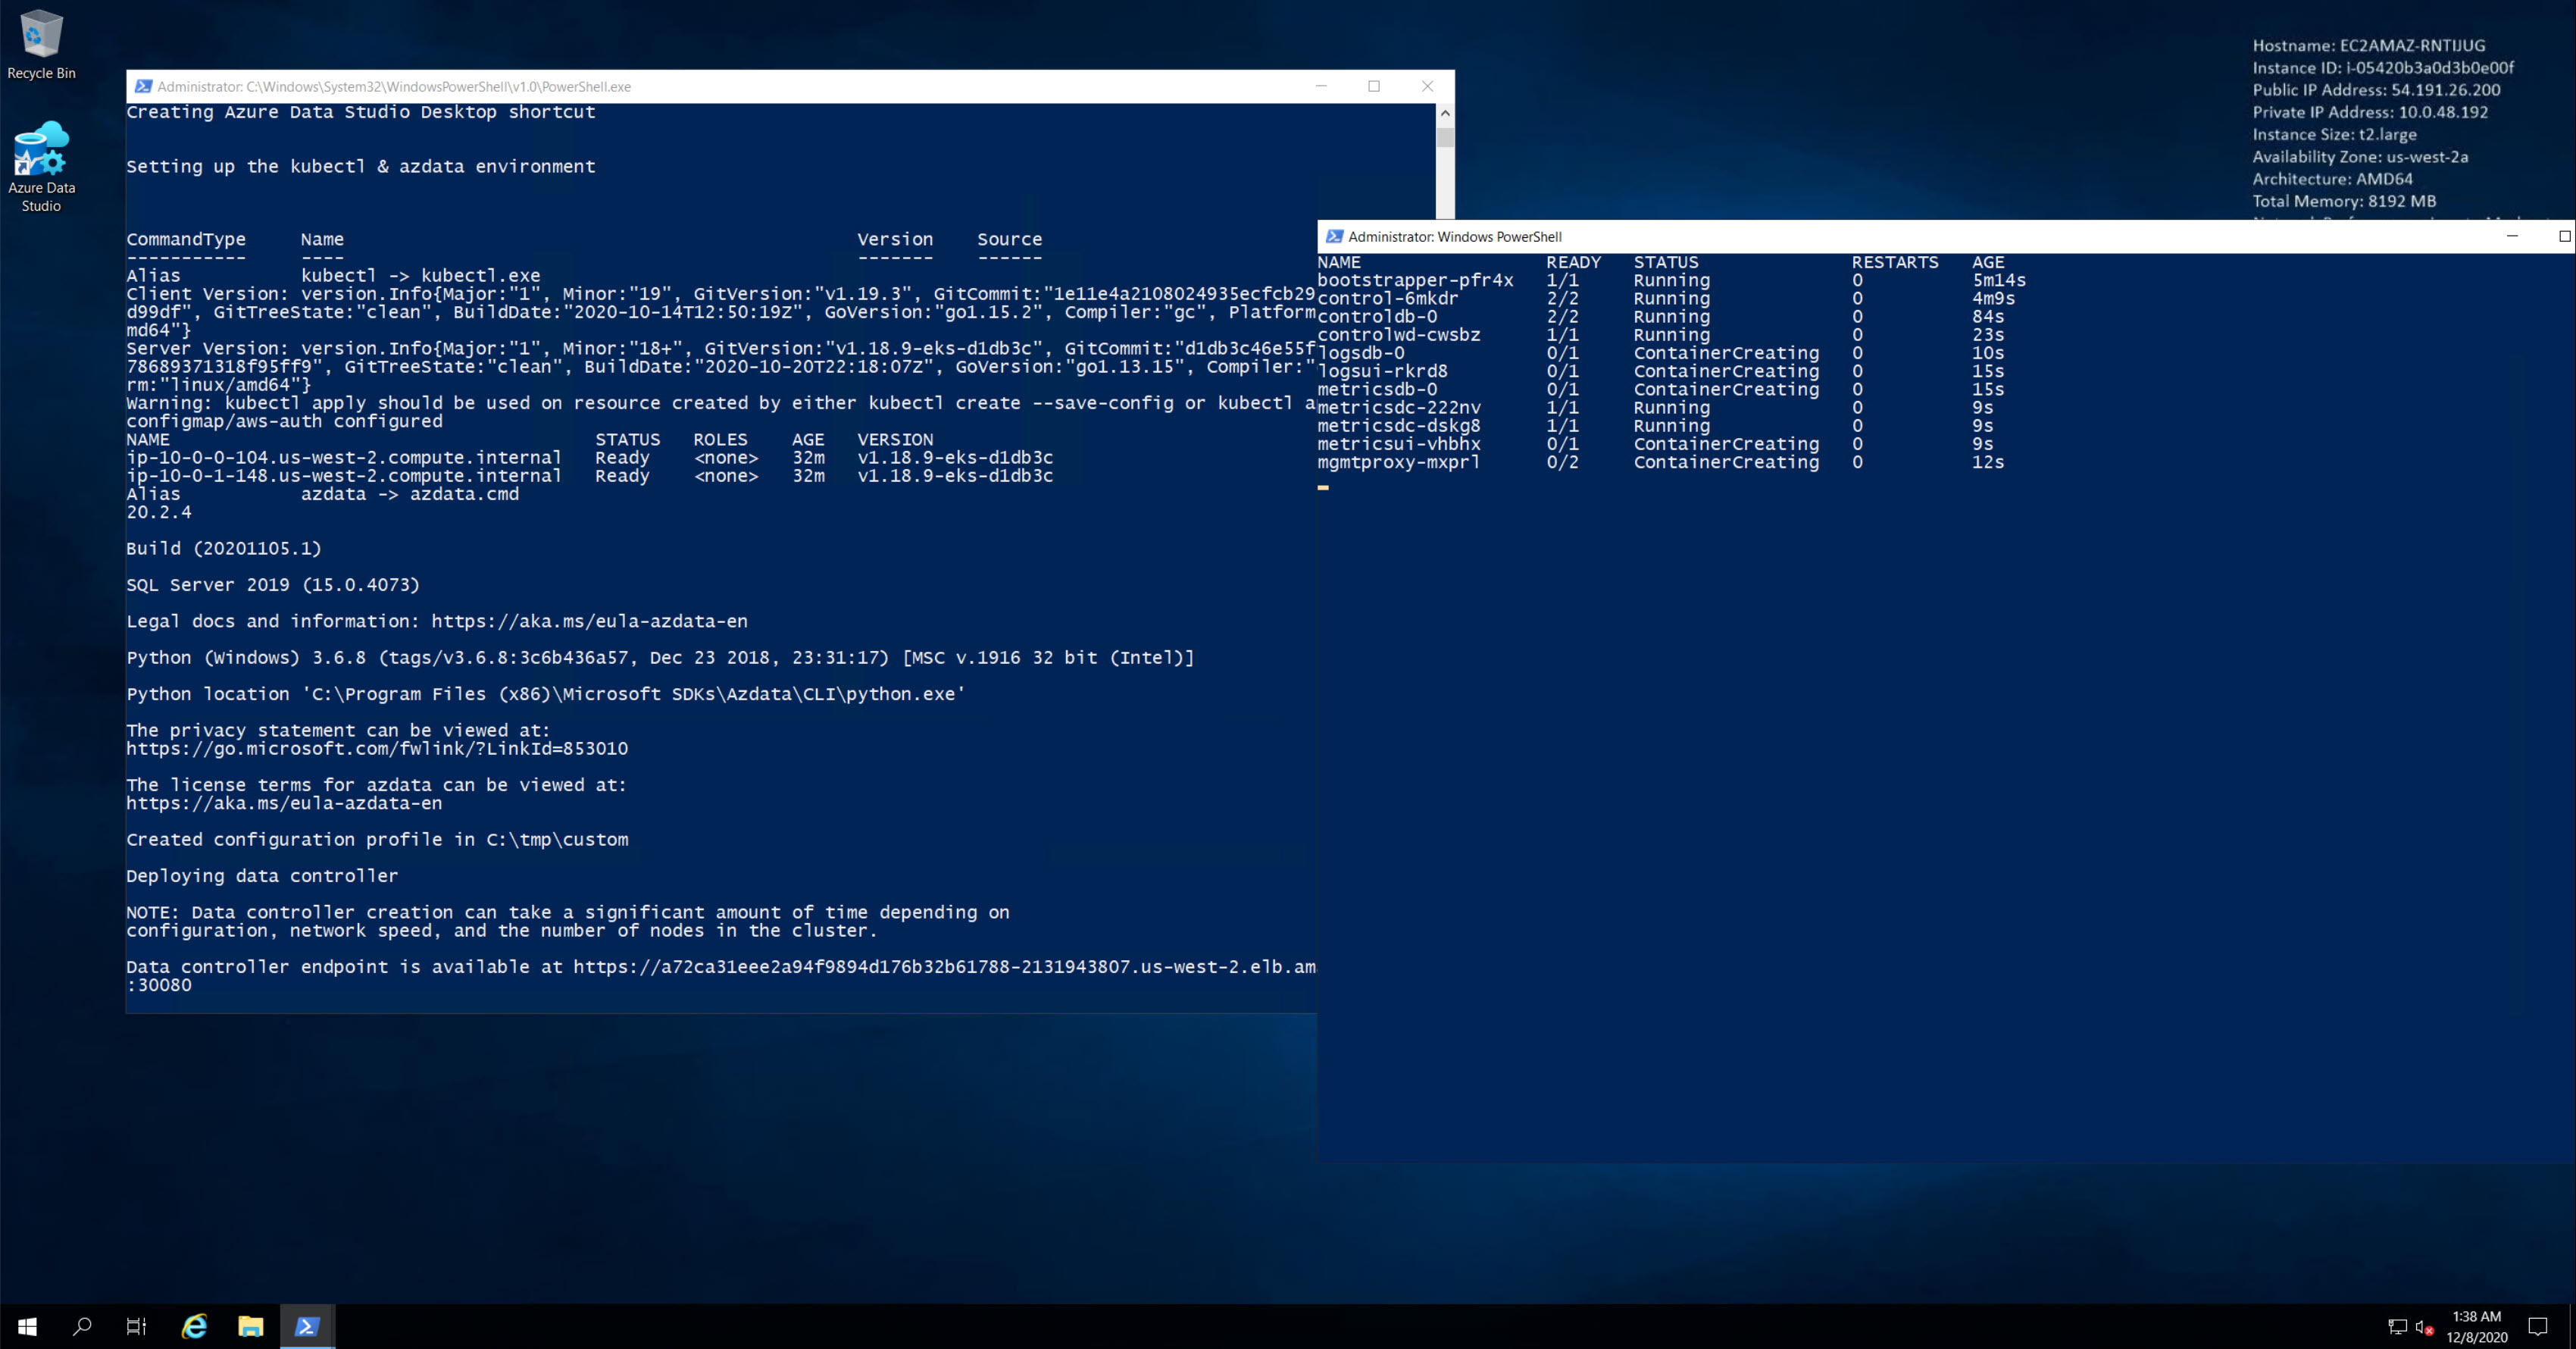 Recycle Bin
Azure Data
Studio
Hostname: EC2AMAZ-RNTIJUG
Instance ID: i-05420b3a0d3b0e00f
Public IP Address: 54.191.26.200
Private IP Address: 10.0.48.192
Instance Size: t2.large
Availability Zone: us-west-2a
Architecture: AMD64
Total Memory: 8192 MB
Administrator: C:\Windows\System32\WindowsPowerShell\v1.0\PowerShell.exe
Creating Azure Data Studio Desktop shortcut
Setting up the kubectl & azdata environment
CommandType Name Version Source
----------- ---- ------- ------
Alias kubectl -> kubectl.exe
Client Version: version.Info{Major:"1", Minor:"19", GitVersion:"v1.19.3", GitCommit:"1e11e4a2108024935ecfcb29
d99df", GitTreeState:"clean", BuildDate:"2020-10-14T12:50:19Z", GoVersion:"go1.15.2", Compiler:"gc", Platform
md64"}
Server Version: version.Info{Major:"1", Minor:"18+", GitVersion:"v1.18.9-eks-d1db3c", GitCommit:"d1db3c46e55f
78689371318f95ff9", GitTreeState:"clean", BuildDate:"2020-10-20T22:18:07Z", GoVersion:"go1.13.15", Compiler:"
rm:"linux/amd64"}
Warning: kubectl apply should be used on resource created by either kubectl create --save-config or kubectl a
configmap/aws-auth configured
NAME STATUS ROLES AGE VERSION
ip-10-0-0-104.us-west-2.compute.internal Ready <none> 32m v1.18.9-eks-d1db3c
ip-10-0-1-148.us-west-2.compute.internal Ready <none> 32m v1.18.9-eks-d1db3c
Alias azdata -> azdata.cmd
20.2.4
Build (20201105.1)
SQL Server 2019 (15.0.4073)
Legal docs and information: https://aka.ms/eula-azdata-en
Python (Windows) 3.6.8 (tags/v3.6.8:3c6b436a57, Dec 23 2018, 23:31:17) [MSC v.1916 32 bit (Intel)]
Python location 'C:\Program Files (x86)\Microsoft SDKs\Azdata\CLI\python.exe'
The privacy statement can be viewed at:
https://go.microsoft.com/fwlink/?LinkId=853010
The license terms for azdata can be viewed at:
https://aka.ms/eula-azdata-en
Created configuration profile in C:\tmp\custom
Deploying data controller
NOTE: Data controller creation can take a significant amount of time depending on
configuration, network speed, and the number of nodes in the cluster.
Data controller endpoint is available at https://a72ca31eee2a94f9894d176b32b61788-2131943807.us-west-2.elb.am
:30080
Administrator: Windows PowerShell
NAME READY STATUS RESTARTS AGE
bootstrapper-pfr4x 1/1 Running 0 5m14s
control-6mkdr 2/2 Running 0 4m9s
controldb-0 2/2 Running 0 84s
controlwd-cwsbz 1/1 Running 0 23s
logsdb-0 0/1 ContainerCreating 0 10s
logsui-rkrd8 0/1 ContainerCreating 0 15s
metricsdb-0 0/1 ContainerCreating 0 15s
metricsdc-222nv 1/1 Running 0 9s
metricsdc-dskg8 1/1 Running 0 9s
metricsui-vhbhx 0/1 ContainerCreating 0 9s
mgmtproxy-mxprl 0/2 ContainerCreating 0 12s
1:38 AM
12/8/2020